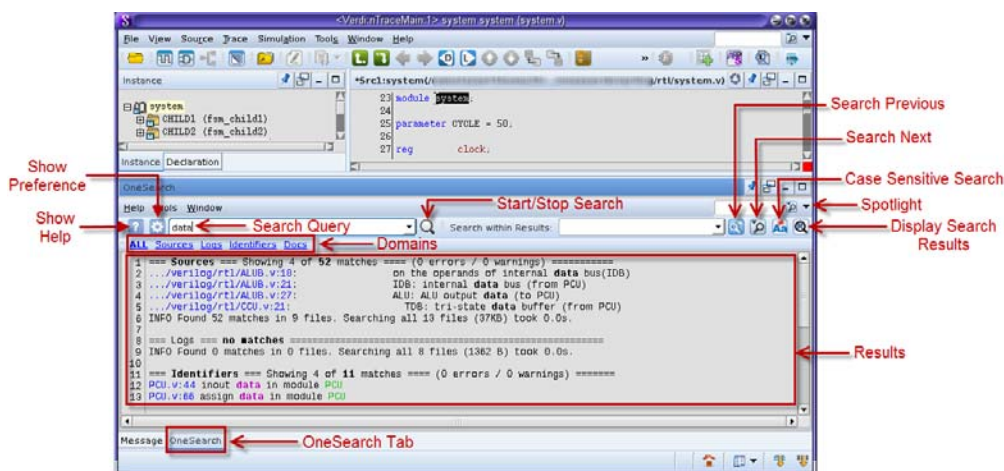 <Verdi:nTraceMain:1> system system (system.v)
File View Source Trace Simulation Tools Window Help
Instance
*Src1:system(/ /rtl/system.v)
system
CHILD1 (fsm_child1)
CHILD2 (fsm_child2)
23 module system;
24
25 parameter CYCLE = 50;
26
27 reg clock;
Instance Declaration
Search Previous
Search Next
Case Sensitive Search
Spotlight
Display Search Results
Show Preference
Show Help
OneSearch
Help Tools Window
Start/Stop Search
data
Search Query
Search within Results:
ALL Sources Logs Identifiers Docs
Domains
1 === Sources === Showing 4 of 52 matches ==== (0 errors / 0 warnings) ===========
2 .../verilog/rtl/ALUB.v:18: on the operands of internal data bus(IDB)
3 .../verilog/rtl/ALUB.v:21: IDB: internal data bus (from PCU)
4 .../verilog/rtl/ALUB.v:27: ALU: ALU output data (to PCU)
5 .../verilog/rtl/CCU.v:21: TDB: tri-state data buffer (from PCU)
6 INFO Found 52 matches in 9 files. Searching all 13 files (37KB) took 0.0s.
7
8 === Logs === no matches ====================================================
9 INFO Found 0 matches in 0 files. Searching all 8 files (1362 B) took 0.0s.
10
11 === Identifiers === Showing 4 of 11 matches ==== (0 errors / 0 warnings) =======
12 PCU.v:44 inout data in module PCU
13 PCU.v:66 assign data in module PCU
Results
Message OneSearch
OneSearch Tab